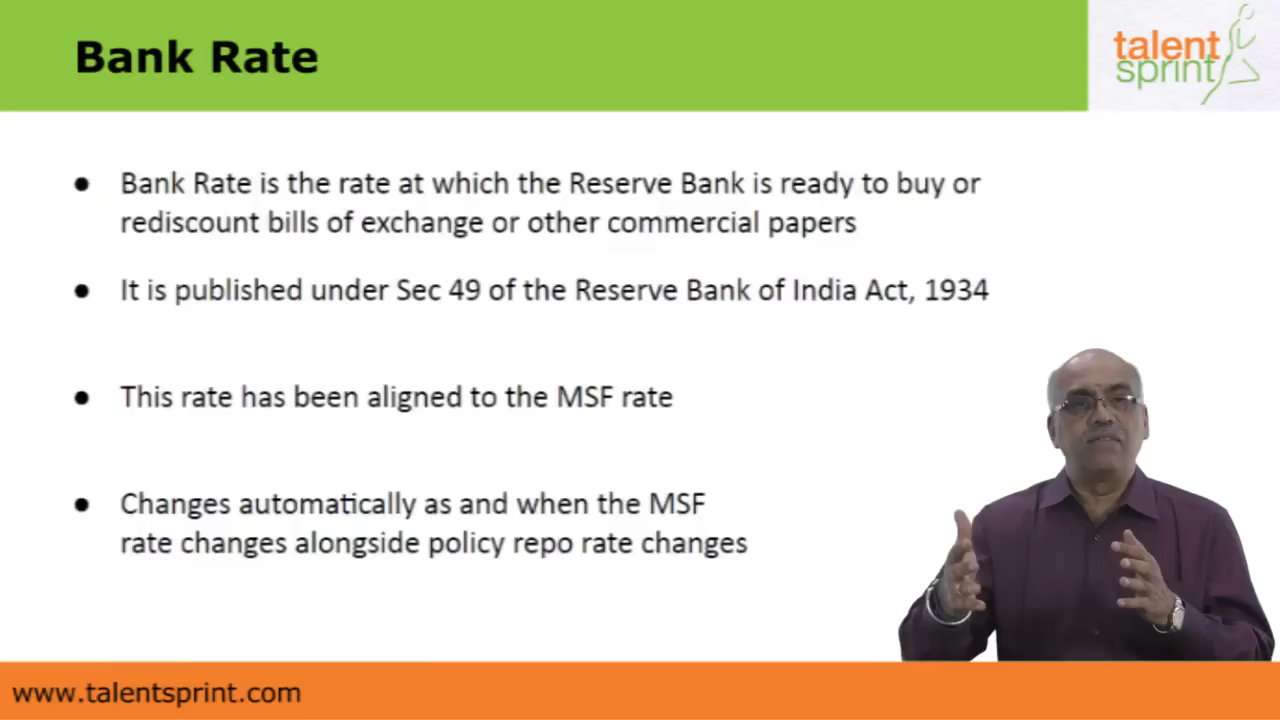 Bank Rate
talent
sprint
● Bank Rate is the rate at which the Reserve Bank is ready to buy or
rediscount bills of exchange or other commercial papers
● It is published under Sec 49 of the Reserve Bank of India Act, 1934
● This rate has been aligned to the MSF rate
● Changes automatically as and when the MSF
rate changes alongside policy repo rate changes
www.talentsprint.com